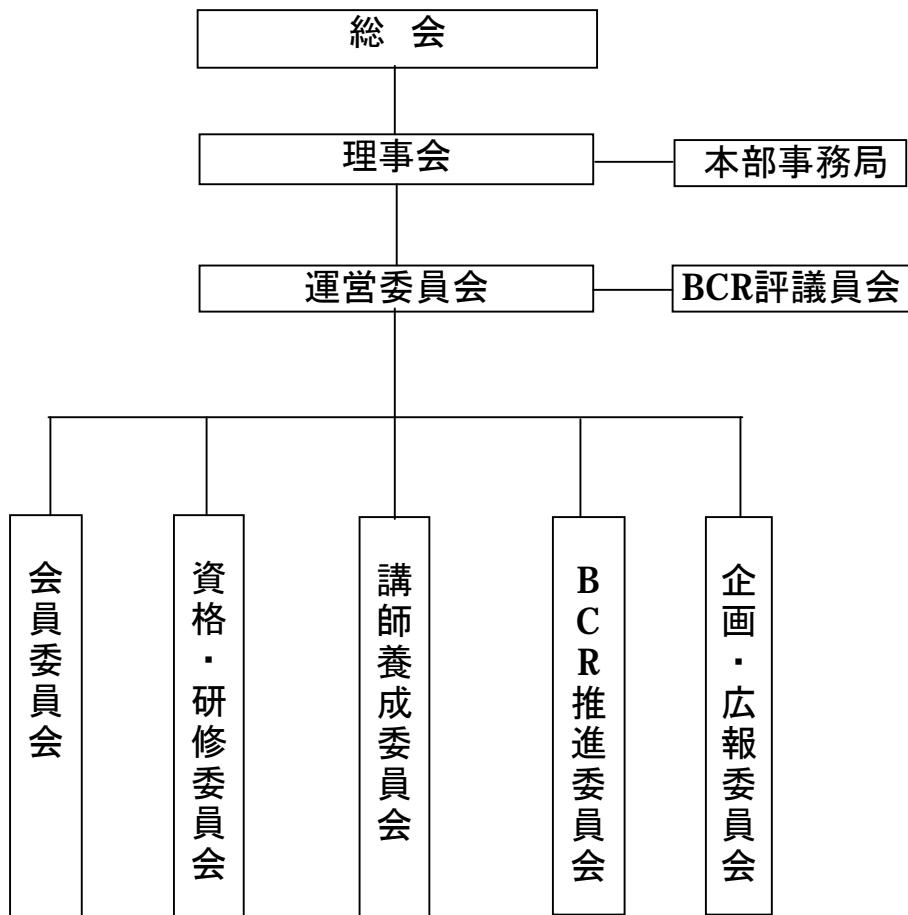 総 会
理事会
本部事務局
運営委員会
BCR評議員会
会員委員会
資格・研修委員会
講師養成委員会
BCR推進委員会
企画・広報委員会